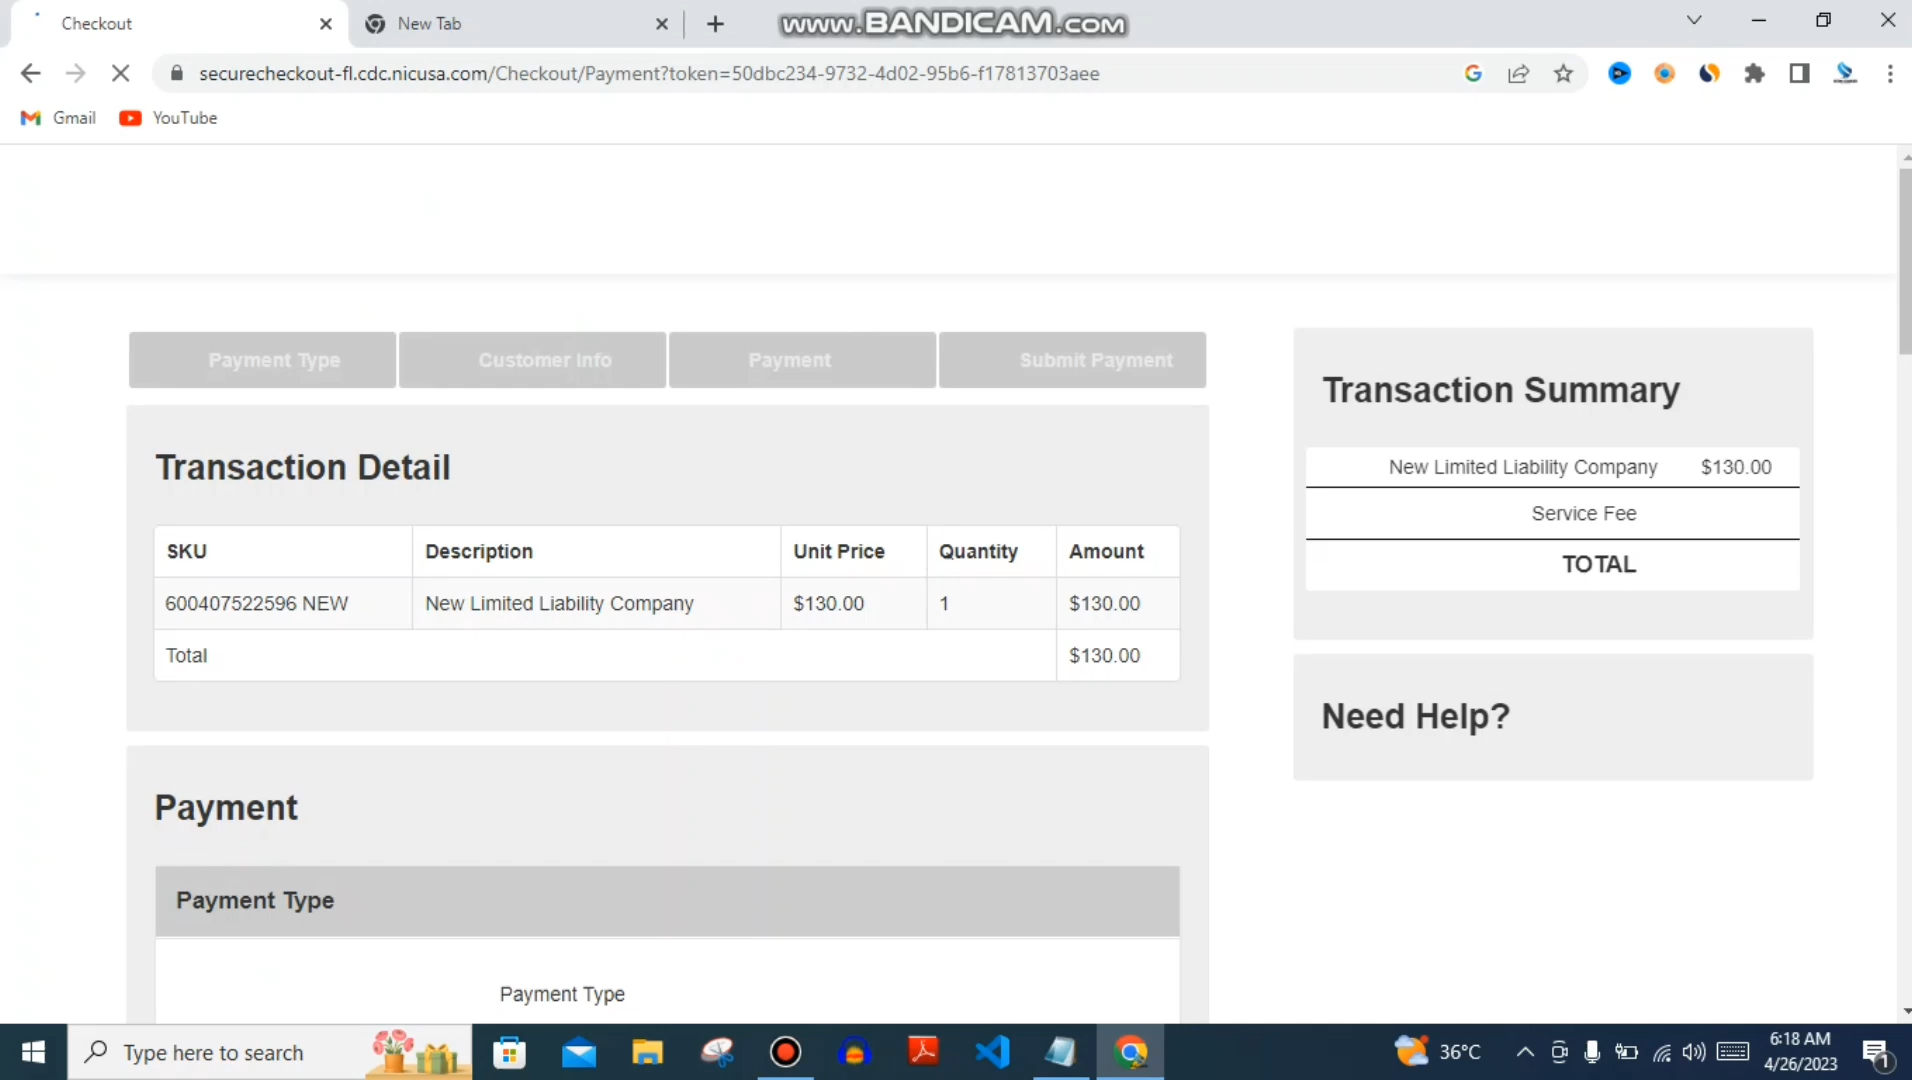 Checkout
New Tab
www.BANDICAM.com
securecheckout-fl.cdc.nicusa.com/Checkout/Payment?token=50dbc234-9732-4d02-95b6-f17813703aee
Gmail
YouTube
Payment Type
Customer Info
Payment
Submit Payment
Transaction Detail
SKU Description Unit Price Quantity Amount
600407522596 NEW New Limited Liability Company $130.00 1 $130.00
Total $130.00
Payment
Payment Type
Payment Type
Transaction Summary
New Limited Liability Company $130.00
Service Fee
TOTAL
Need Help?
Type here to search
36°C
6:18 AM
4/26/2023
1